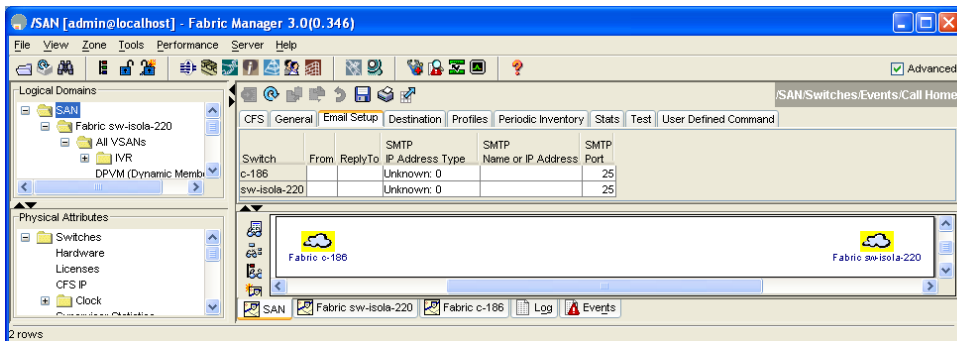 /SAN [admin@localhost] - Fabric Manager 3.0(0.346)
File View Zone Tools Performance Server Help
Advanced
Logical Domains
SAN
Fabric sw-isola-220
All VSANs
IVR
DPVM (Dynamic Memb
/SAN/Switches/Events/Call Home
CFS General Email Setup Destination Profiles Periodic Inventory Stats Test User Defined Command
Switch From ReplyTo SMTP IP Address Type SMTP Name or IP Address SMTP Port
c-186 Unknown: 0 25
sw-isola-220 Unknown: 0 25
Physical Attributes
Switches
Hardware
Licenses
CFS IP
Clock
Fabric c-186
Fabric sw-isola-220
SAN Fabric sw-isola-220 Fabric c-186 Log Events
2 rows